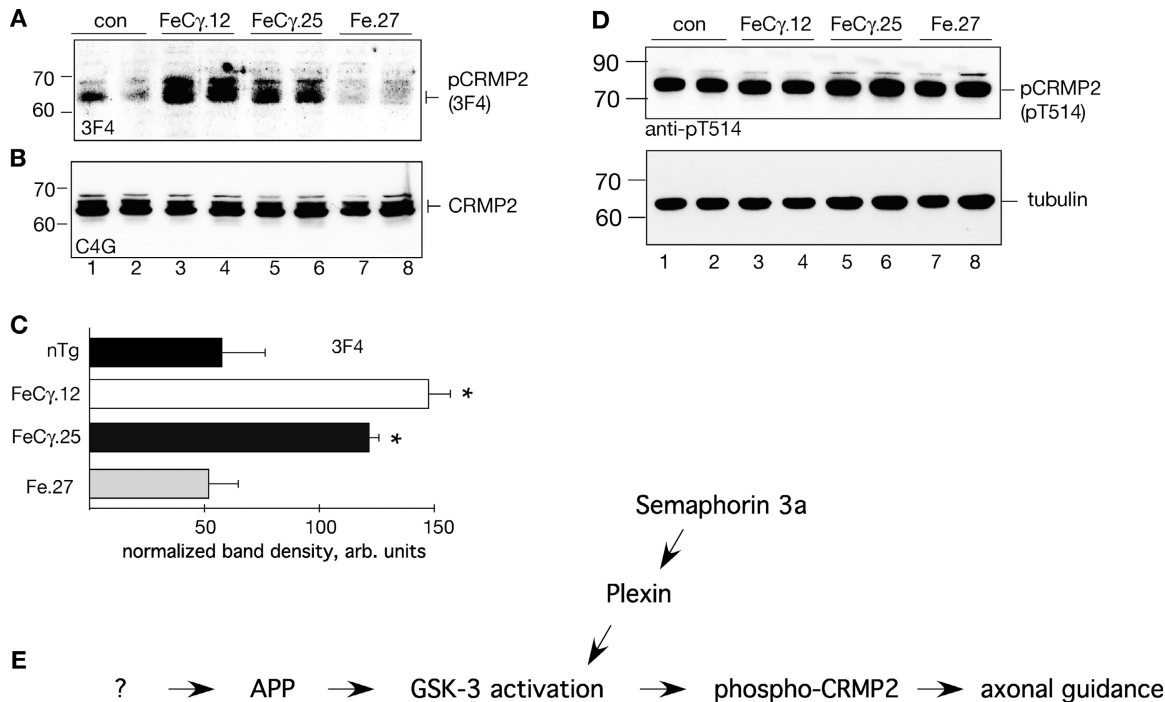 A
con FeCγ.12 FeCγ.25 Fe.27
70
60
pCRMP2
(3F4)
3F4
B
70
60
CRMP2
C4G
1 2 3 4 5 6 7 8
D
con FeCγ.12 FeCγ.25 Fe.27
90
70
pCRMP2
(pT514)
anti-pT514
70
60
tubulin
1 2 3 4 5 6 7 8
C
nTg
3F4
FeCγ.12 *
FeCγ.25 *
Fe.27
50 100 150
normalized band density, arb. units
Semaphorin 3a
Plexin
E
? APP GSK-3 activation phospho-CRMP2 axonal guidance